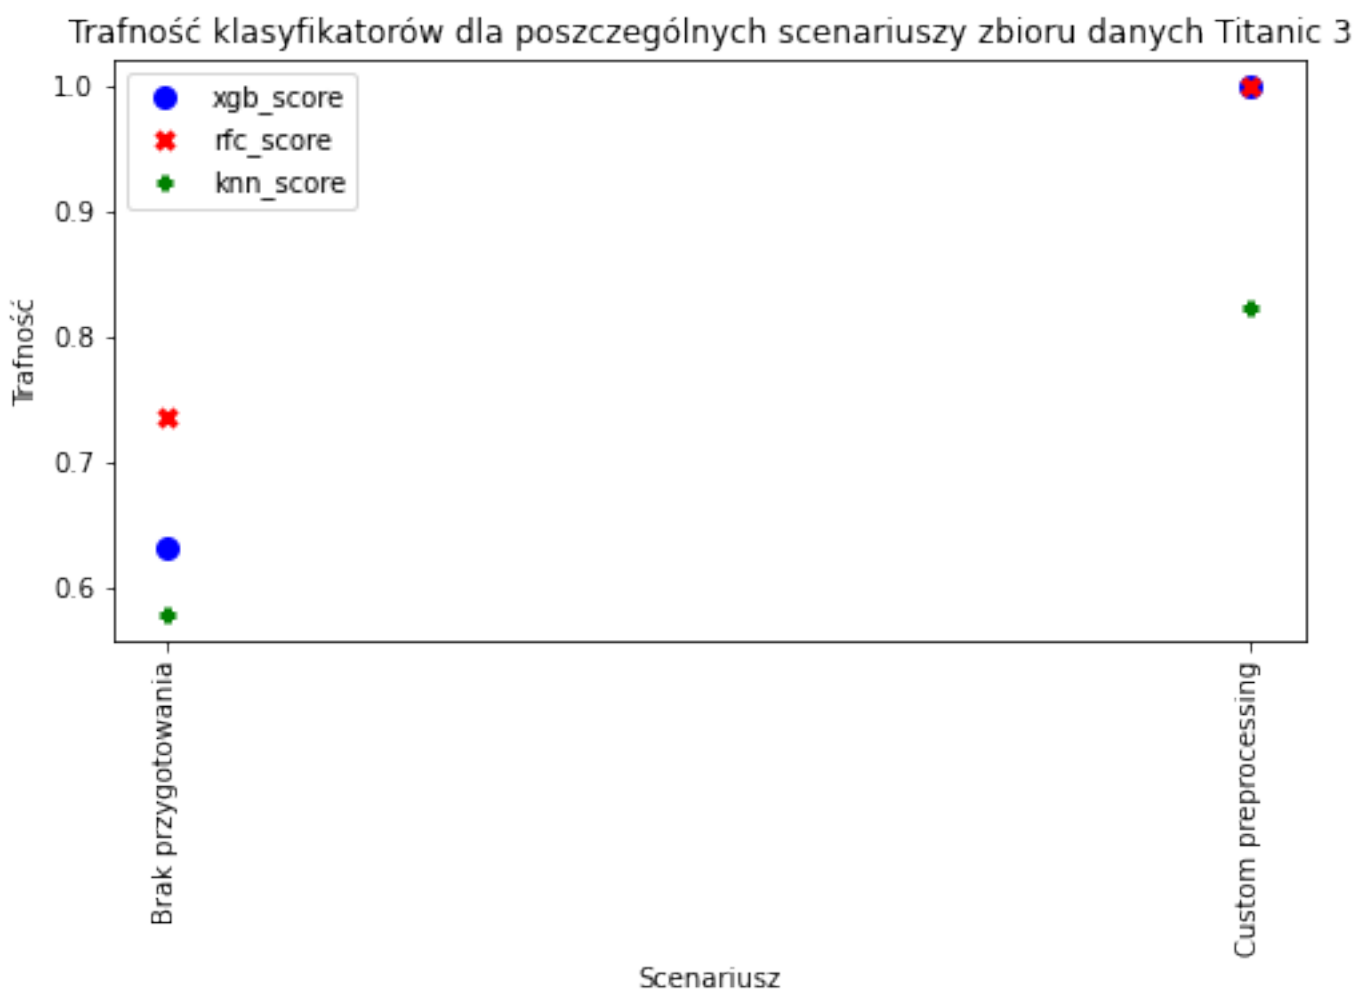 Trafność klasyfikatorów dla poszczególnych scenariuszy zbioru danych Titanic 3
xgb_score
rfc_score
knn_score
1.0
0.9
0.8
0.7
0.6
Trafność
Brak przygotowania
Custom preprocessing
Scenariusz